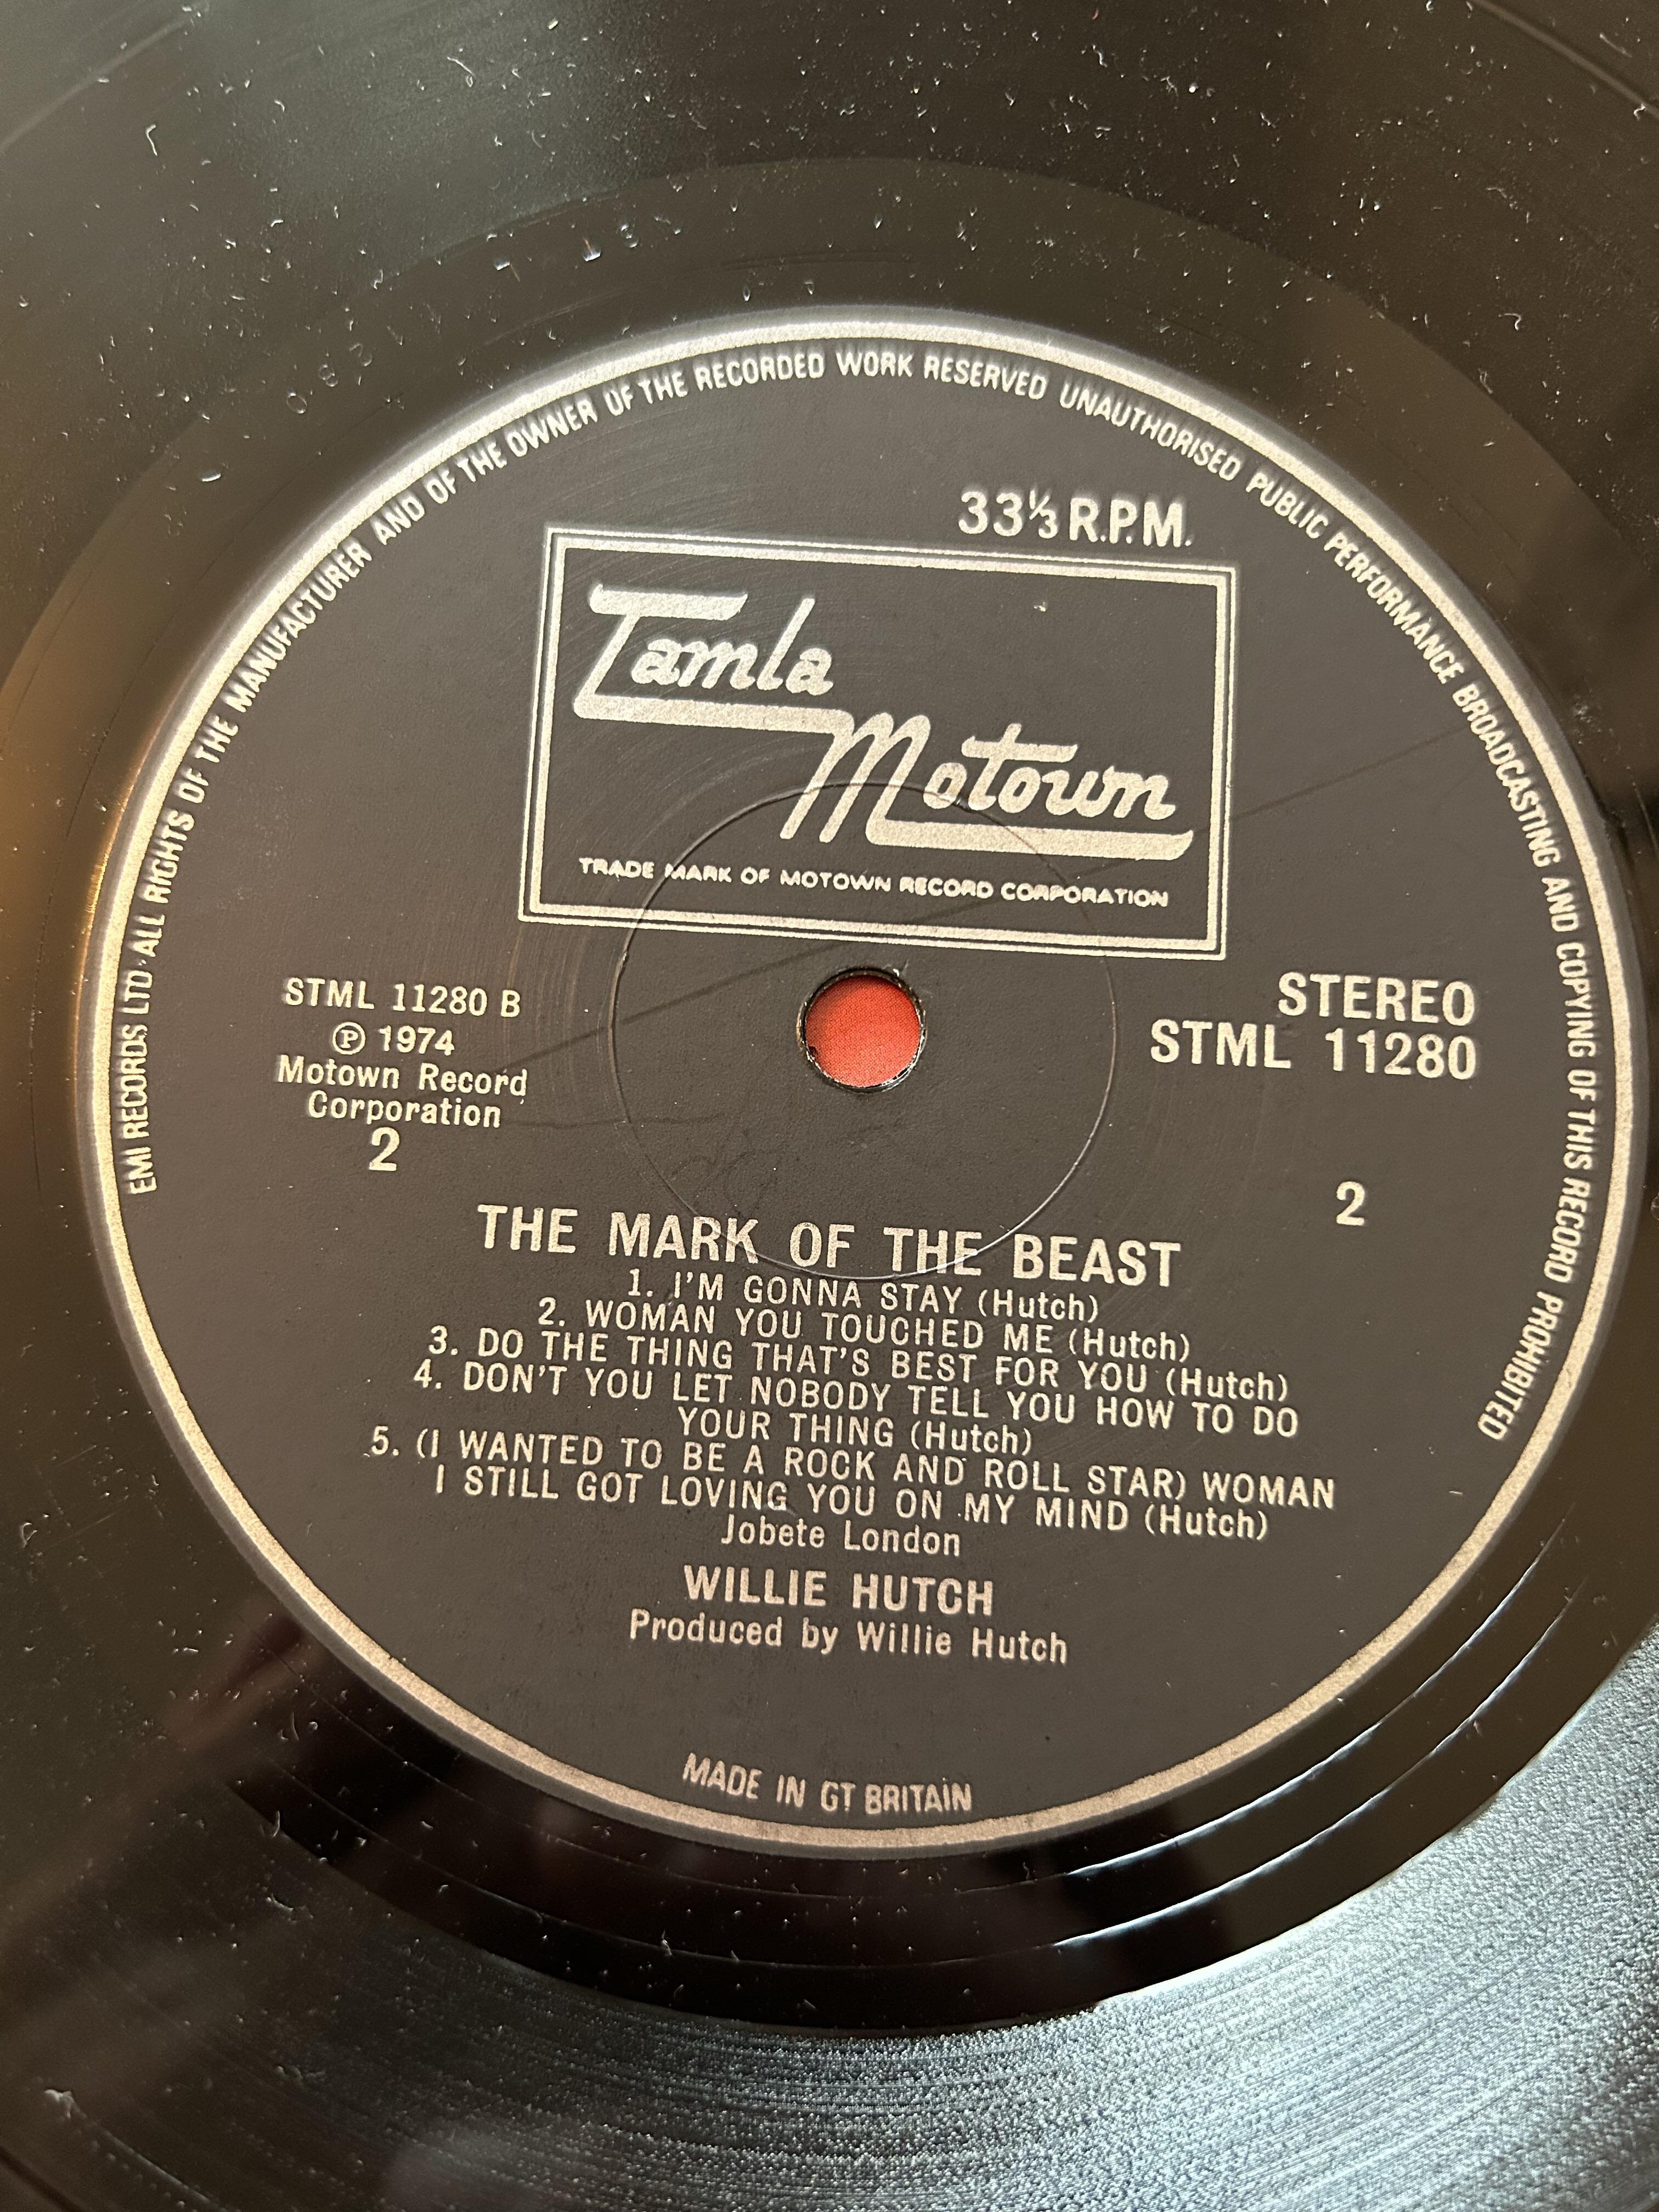 EMI RECORDS LTD · ALL RIGHTS OF THE MANUFACTURER AND OF THE OWNER OF THE RECORDED WORK RESERVED UNAUTHORISED PUBLIC PERFORMANCE BROADCASTING AND COPYING OF THIS RECORD PROHIBITED
33⅓ R.P.M.
Tamla
Motown
TRADE MARK OF MOTOWN RECORD CORPORATION
STML 11280 B
℗ 1974
Motown Record
Corporation
2
STEREO
STML 11280
2
THE MARK OF THE BEAST
1. I'M GONNA STAY (Hutch)
2. WOMAN YOU TOUCHED ME (Hutch)
3. DO THE THING THAT'S BEST FOR YOU (Hutch)
4. DON'T YOU LET NOBODY TELL YOU HOW TO DO
YOUR THING (Hutch)
5. (I WANTED TO BE A ROCK AND ROLL STAR) WOMAN
I STILL GOT LOVING YOU ON MY MIND (Hutch)
Jobete London
WILLIE HUTCH
Produced by Willie Hutch
MADE IN GT BRITAIN